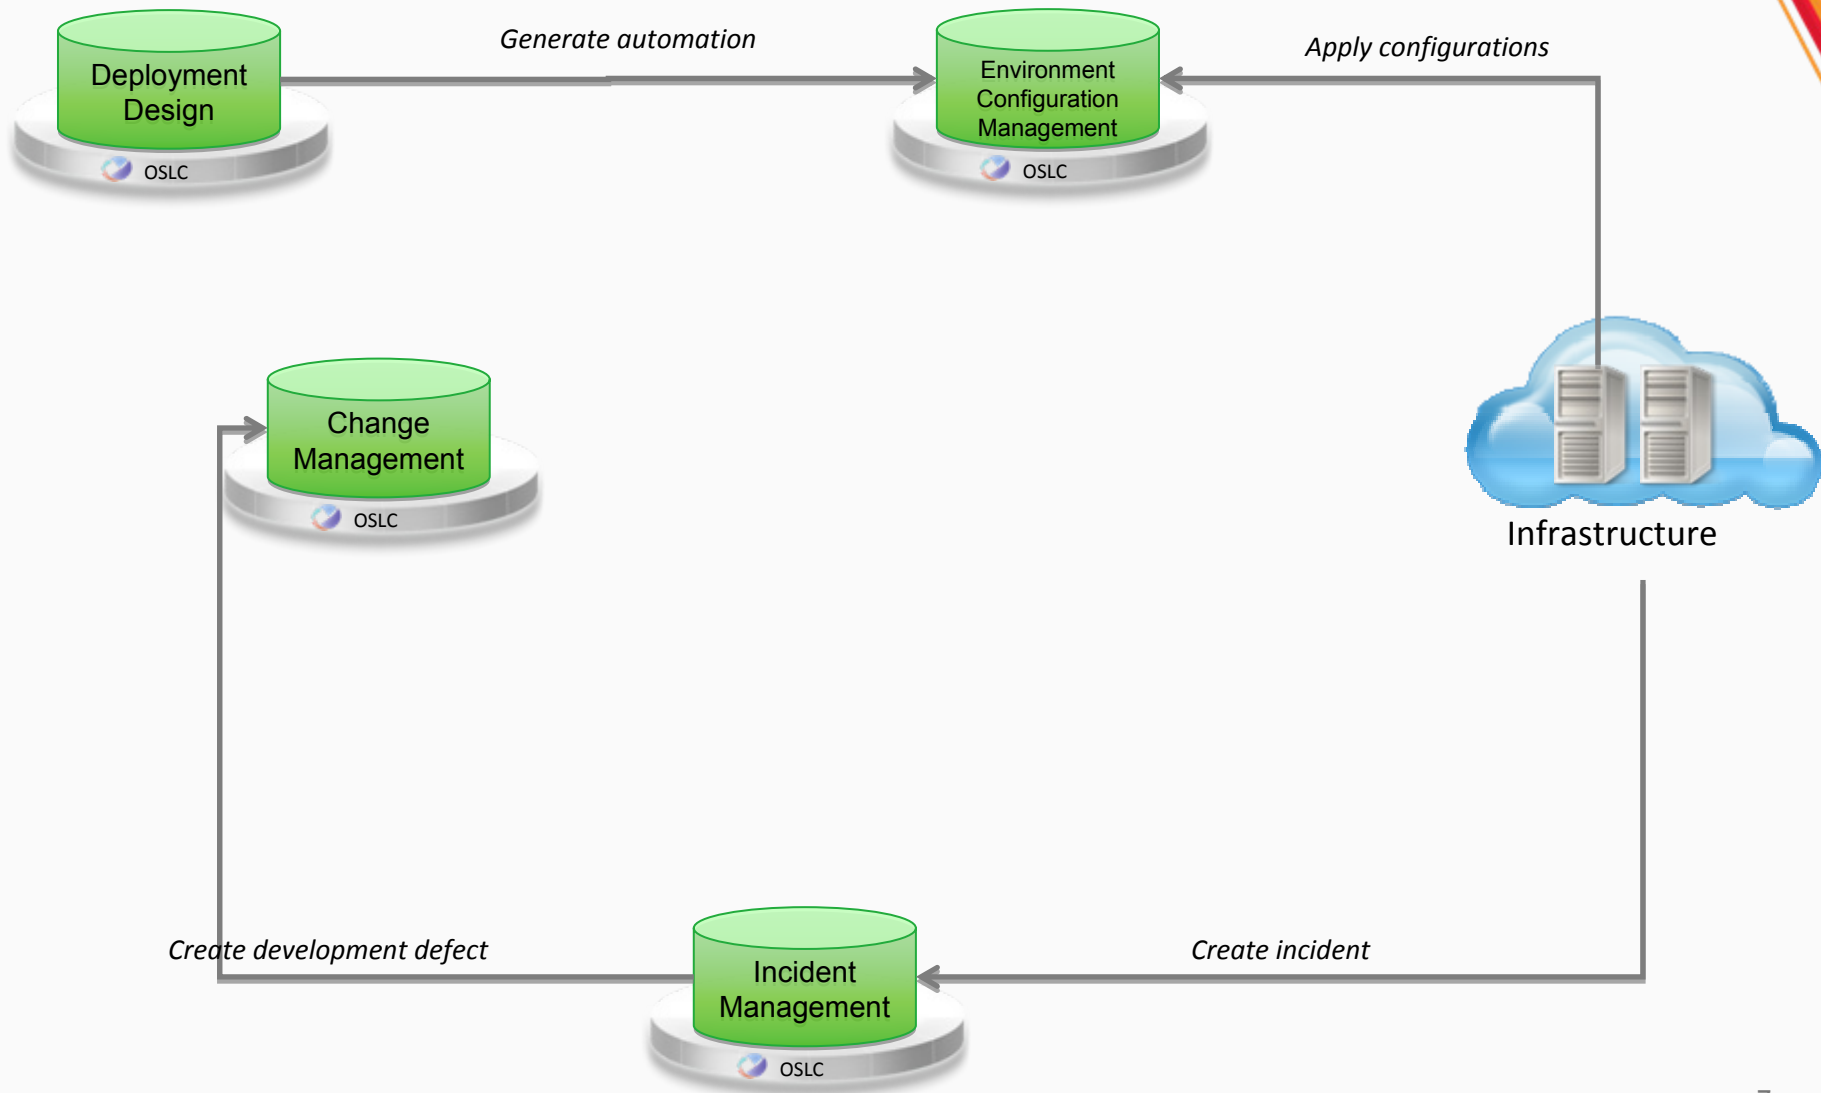 Generate automation
Apply configurations
Deployment
Design
OSLC
Environment
Configuration
Management
OSLC
Change
Management
OSLC
Infrastructure
Create development defect
Create incident
Incident
Management
OSLC